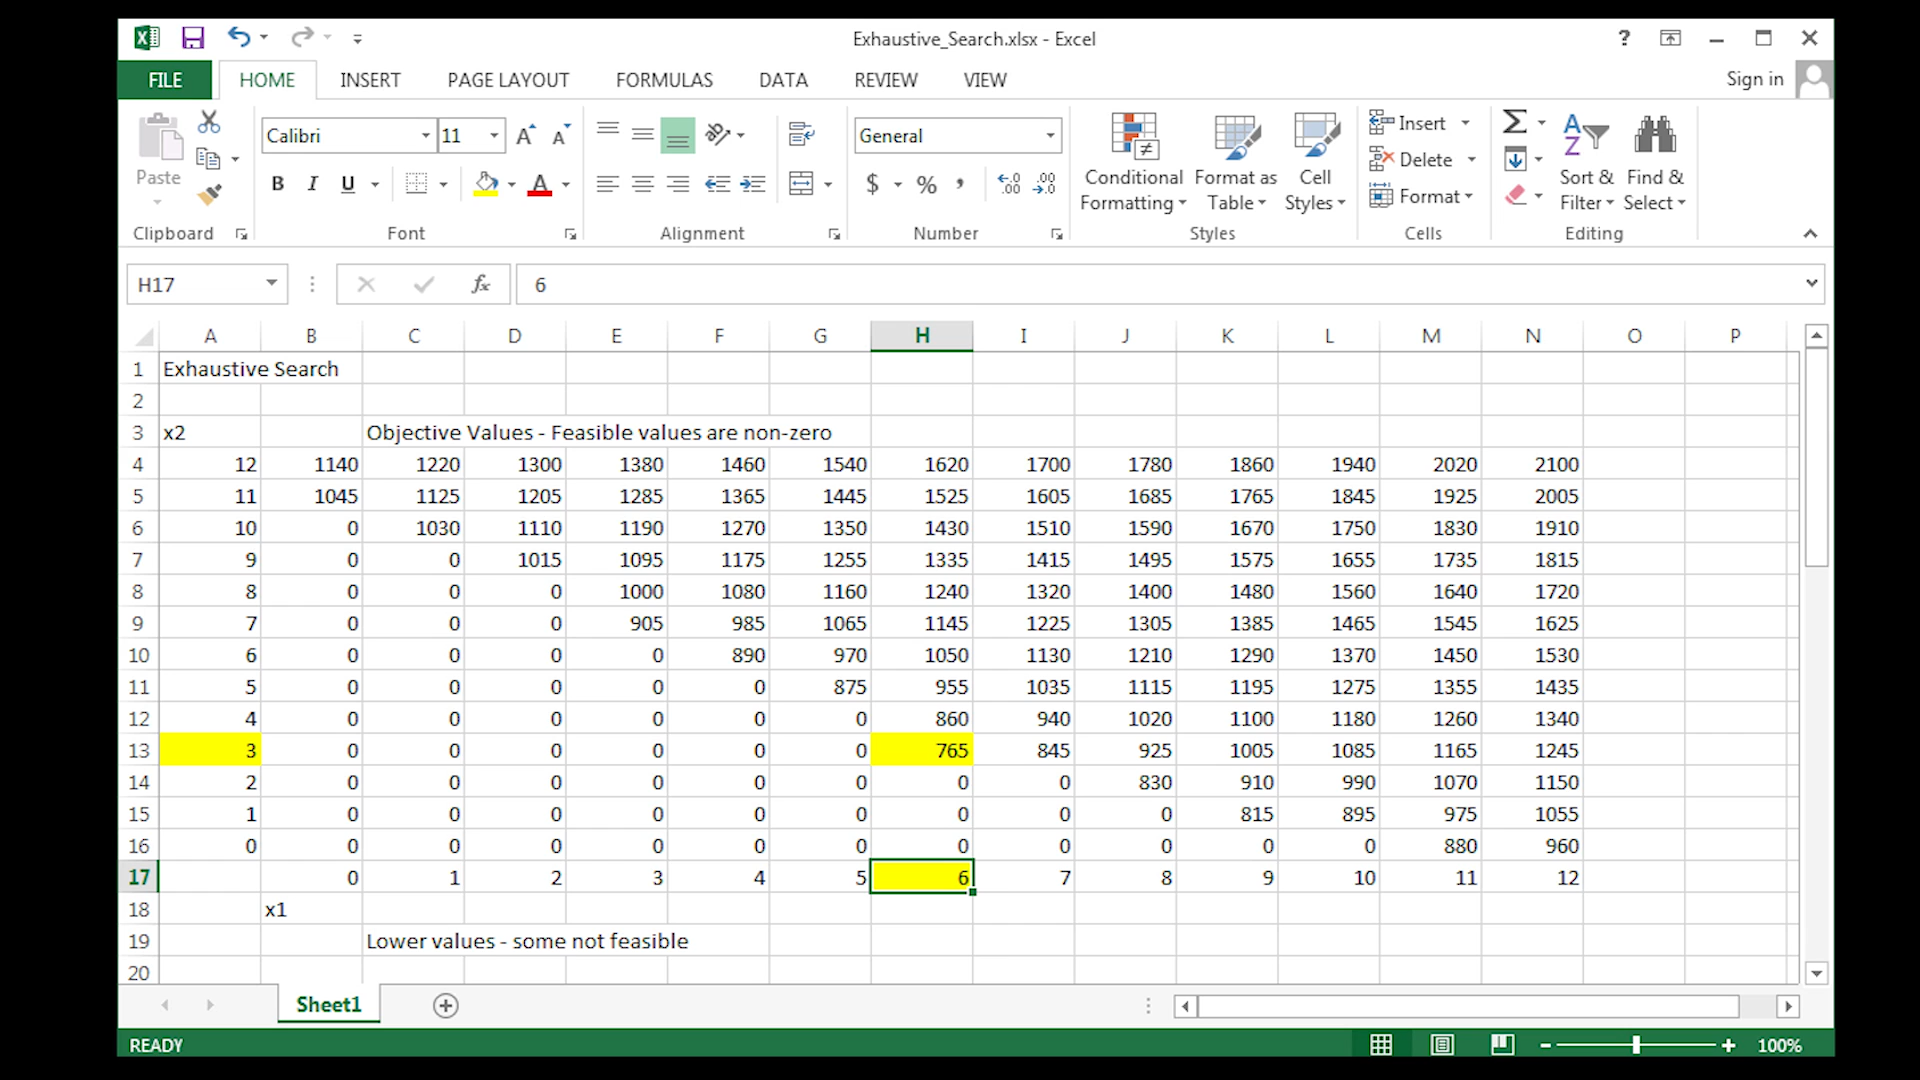 Exhaustive_Search.xlsx - Excel
?
FILE HOME INSERT PAGE LAYOUT FORMULAS DATA REVIEW VIEW Sign in
Paste
Calibri 11 A A
B I U A
General
$ % , .00 .0
Conditional Formatting
Format as Table
Cell Styles
Insert
Delete
Format
Sort & Filter
Find & Select
Clipboard Font Alignment Number Styles Cells Editing
H17 fx 6
A B C D E F G H I J K L M N O P
1 Exhaustive Search
2
3 x2 Objective Values - Feasible values are non-zero
4 12 1140 1220 1300 1380 1460 1540 1620 1700 1780 1860 1940 2020 2100
5 11 1045 1125 1205 1285 1365 1445 1525 1605 1685 1765 1845 1925 2005
6 10 0 1030 1110 1190 1270 1350 1430 1510 1590 1670 1750 1830 1910
7 9 0 0 1015 1095 1175 1255 1335 1415 1495 1575 1655 1735 1815
8 8 0 0 0 1000 1080 1160 1240 1320 1400 1480 1560 1640 1720
9 7 0 0 0 905 985 1065 1145 1225 1305 1385 1465 1545 1625
10 6 0 0 0 0 890 970 1050 1130 1210 1290 1370 1450 1530
11 5 0 0 0 0 0 875 955 1035 1115 1195 1275 1355 1435
12 4 0 0 0 0 0 0 860 940 1020 1100 1180 1260 1340
13 3 0 0 0 0 0 0 765 845 925 1005 1085 1165 1245
14 2 0 0 0 0 0 0 0 0 830 910 990 1070 1150
15 1 0 0 0 0 0 0 0 0 0 815 895 975 1055
16 0 0 0 0 0 0 0 0 0 0 0 0 880 960
17 0 1 2 3 4 5 6 7 8 9 10 11 12
18 x1
19 Lower values - some not feasible
20
Sheet1
READY 100%